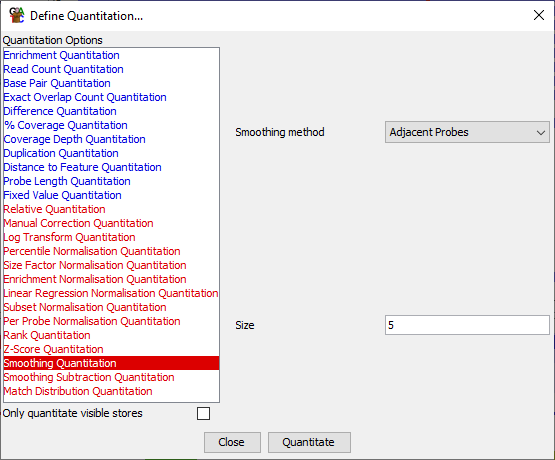 Define Quantitation...
Quantitation Options
Enrichment Quantitation
Read Count Quantitation
Base Pair Quantitation
Exact Overlap Count Quantitation
Difference Quantitation
% Coverage Quantitation
Coverage Depth Quantitation
Duplication Quantitation
Distance to Feature Quantitation
Probe Length Quantitation
Fixed Value Quantitation
Relative Quantitation
Manual Correction Quantitation
Log Transform Quantitation
Percentile Normalisation Quantitation
Size Factor Normalisation Quantitation
Enrichment Normalisation Quantitation
Linear Regression Normalisation Quantitation
Subset Normalisation Quantitation
Per Probe Normalisation Quantitation
Rank Quantitation
Z-Score Quantitation
Smoothing Quantitation
Smoothing Subtraction Quantitation
Match Distribution Quantitation
Only quantitate visible stores
Smoothing method Adjacent Probes
Size 5
Close Quantitate